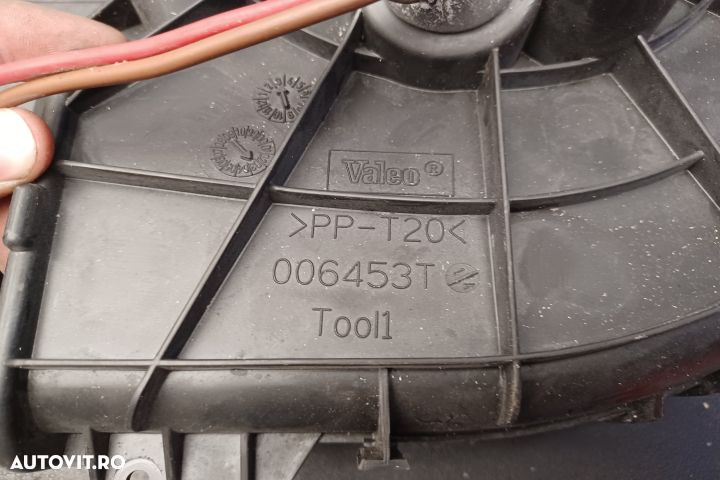 Valeo®
>PP-T20<
006453T
Tool1
AUTOVIT.RO